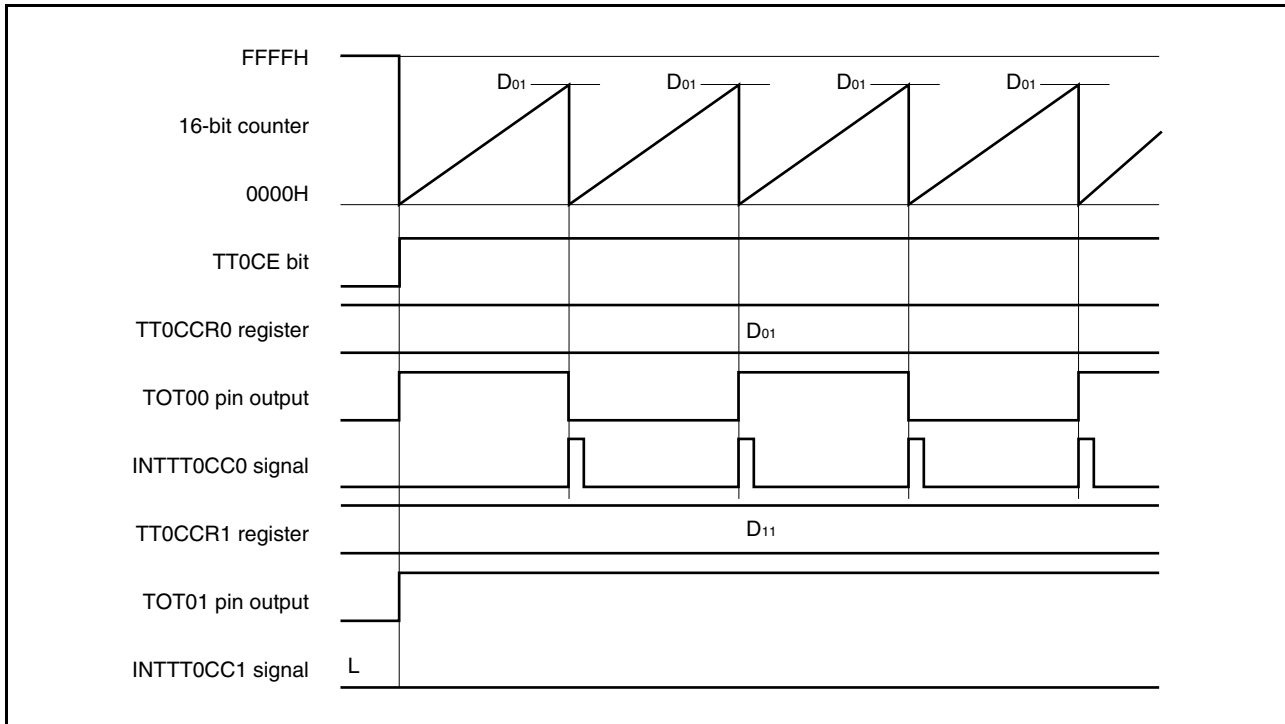 FFFFH
D01 D01 D01 D01
16-bit counter
0000H
TT0CE bit
TT0CCR0 register D01
TOT00 pin output
INTTT0CC0 signal
TT0CCR1 register D11
TOT01 pin output
INTTT0CC1 signal L